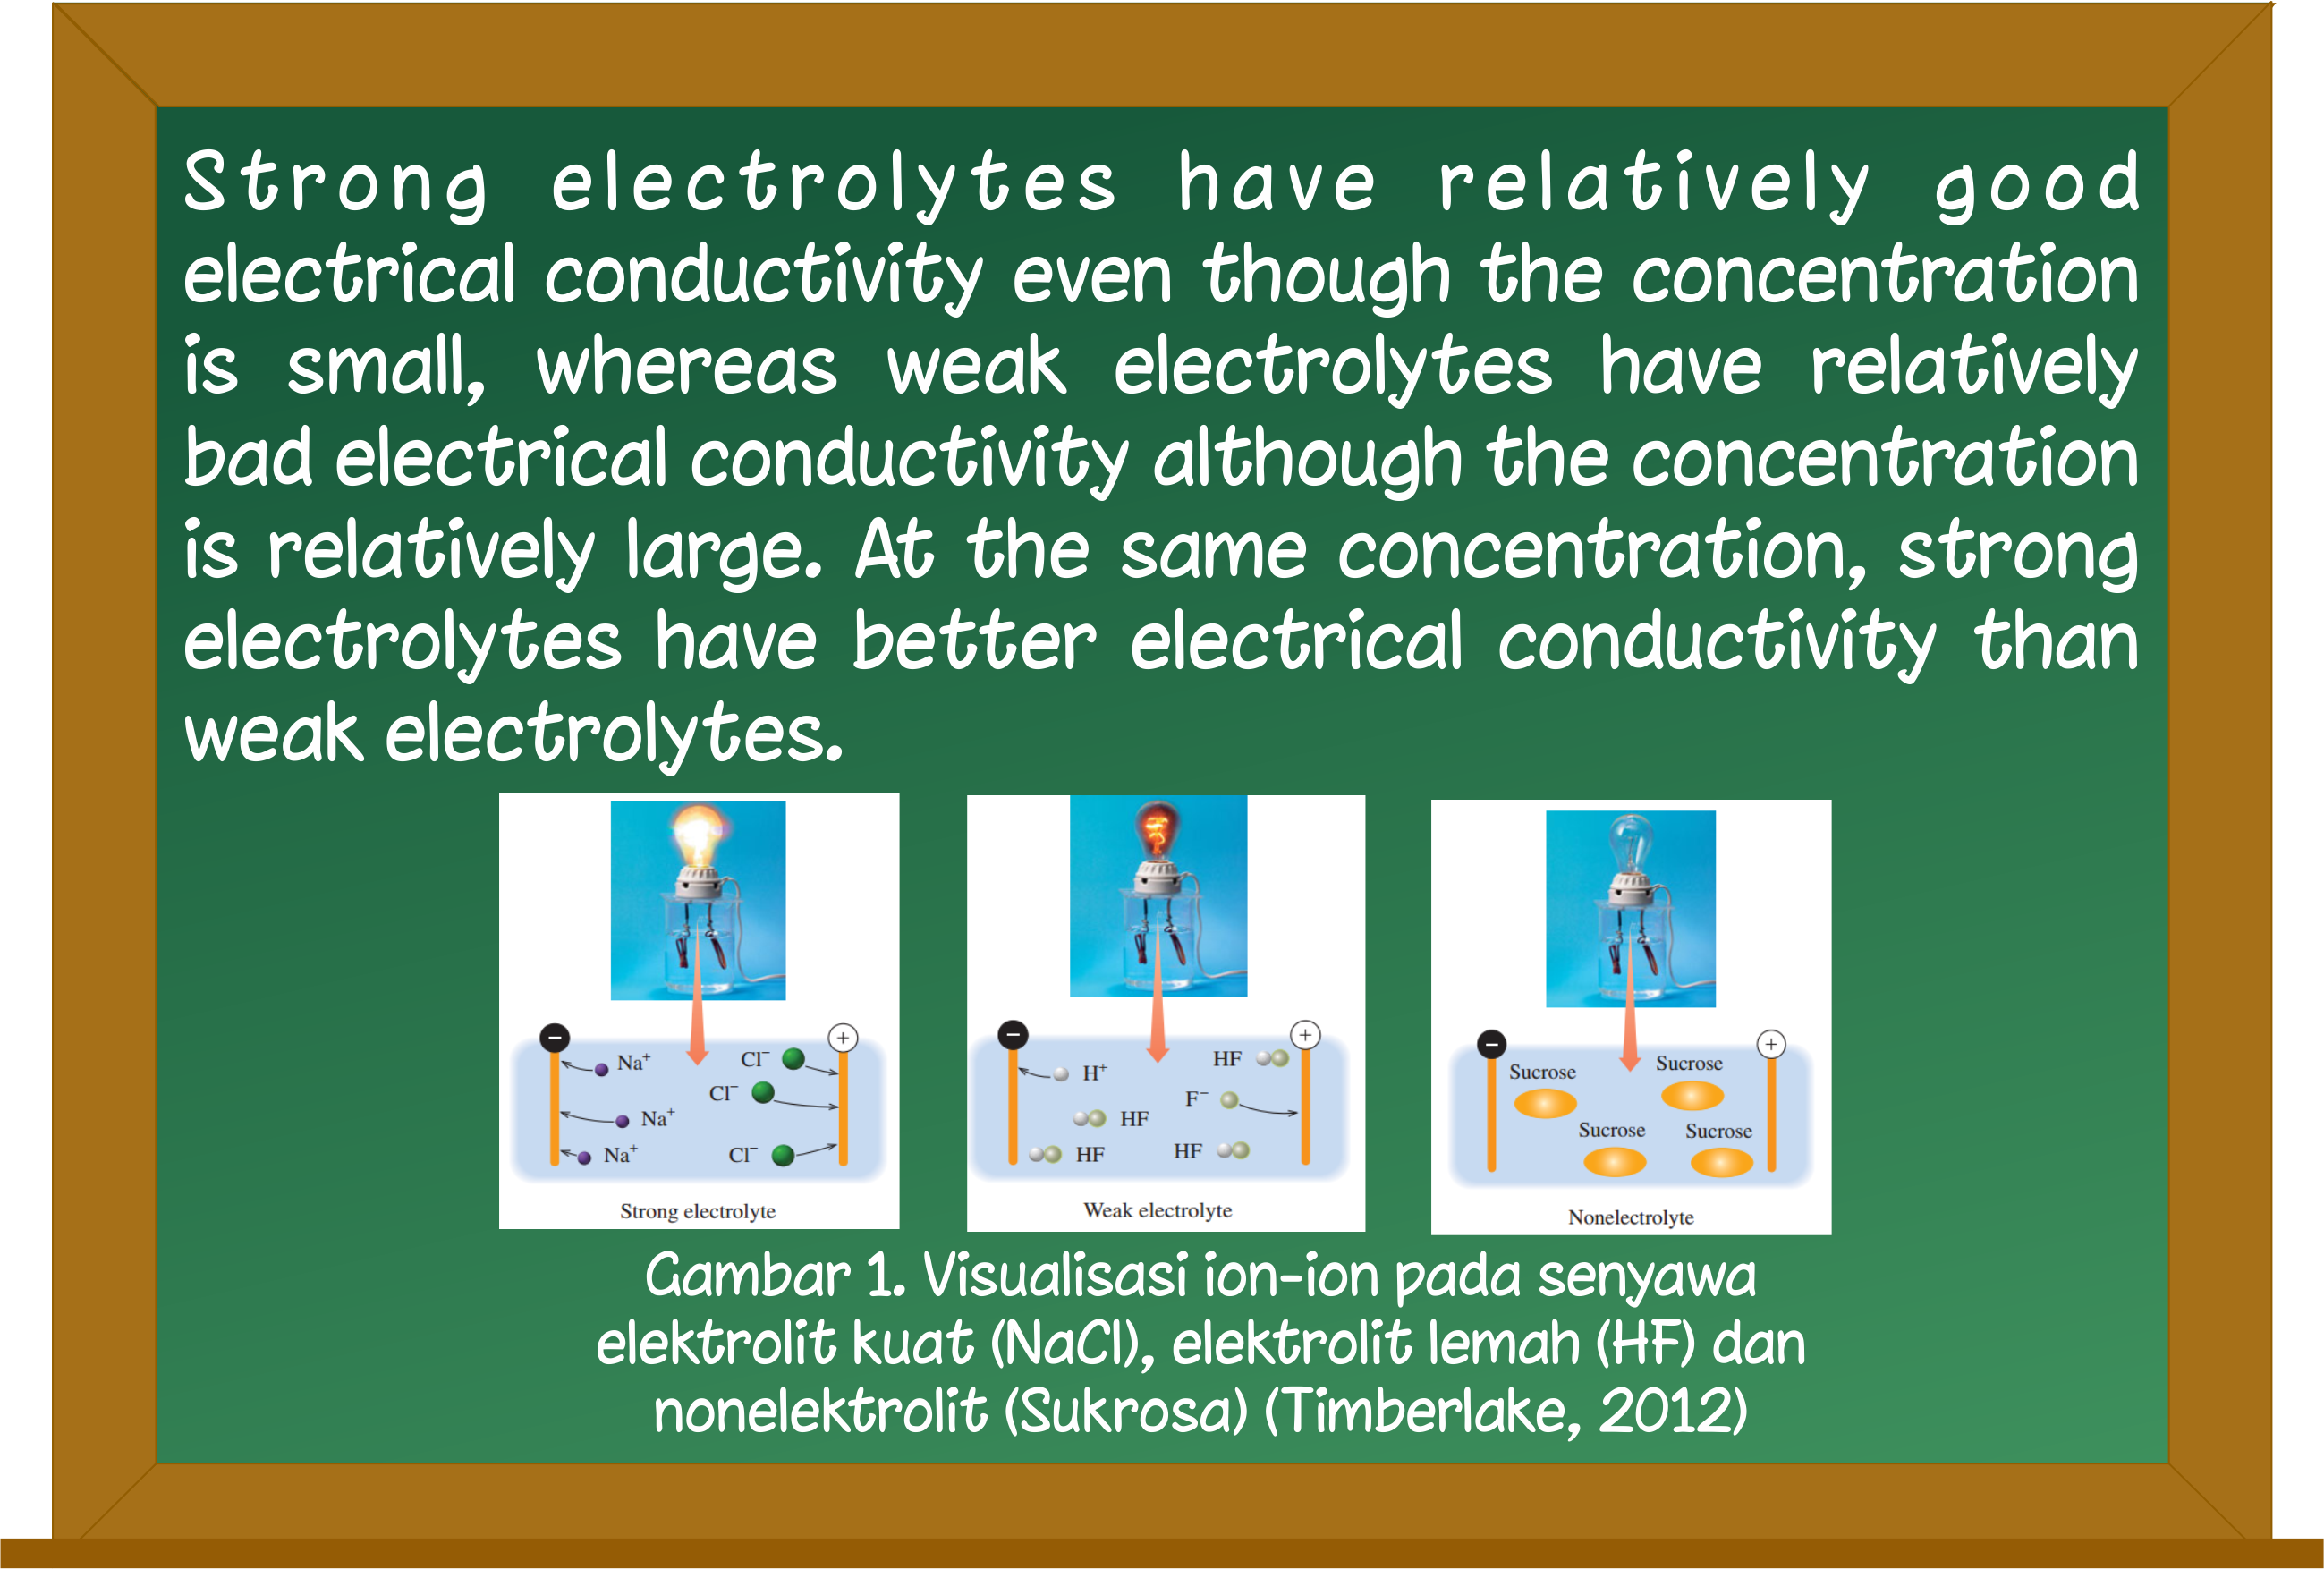 Strong electrolytes have relatively good
electrical conductivity even though the concentration
is small, whereas weak electrolytes have relatively
bad electrical conductivity although the concentration
is relatively large. At the same concentration, strong
electrolytes have better electrical conductivity than
weak electrolytes.
− +
Na⁺ Cl⁻
Cl⁻
Na⁺
Na⁺ Cl⁻
Strong electrolyte
− +
H⁺ HF
F⁻
HF
HF HF
Weak electrolyte
− +
Sucrose Sucrose
Sucrose Sucrose
Nonelectrolyte
Gambar 1. Visualisasi ion-ion pada senyawa
elektrolit kuat (NaCl), elektrolit lemah (HF) dan
nonelektrolit (Sukrosa) (Timberlake, 2012)